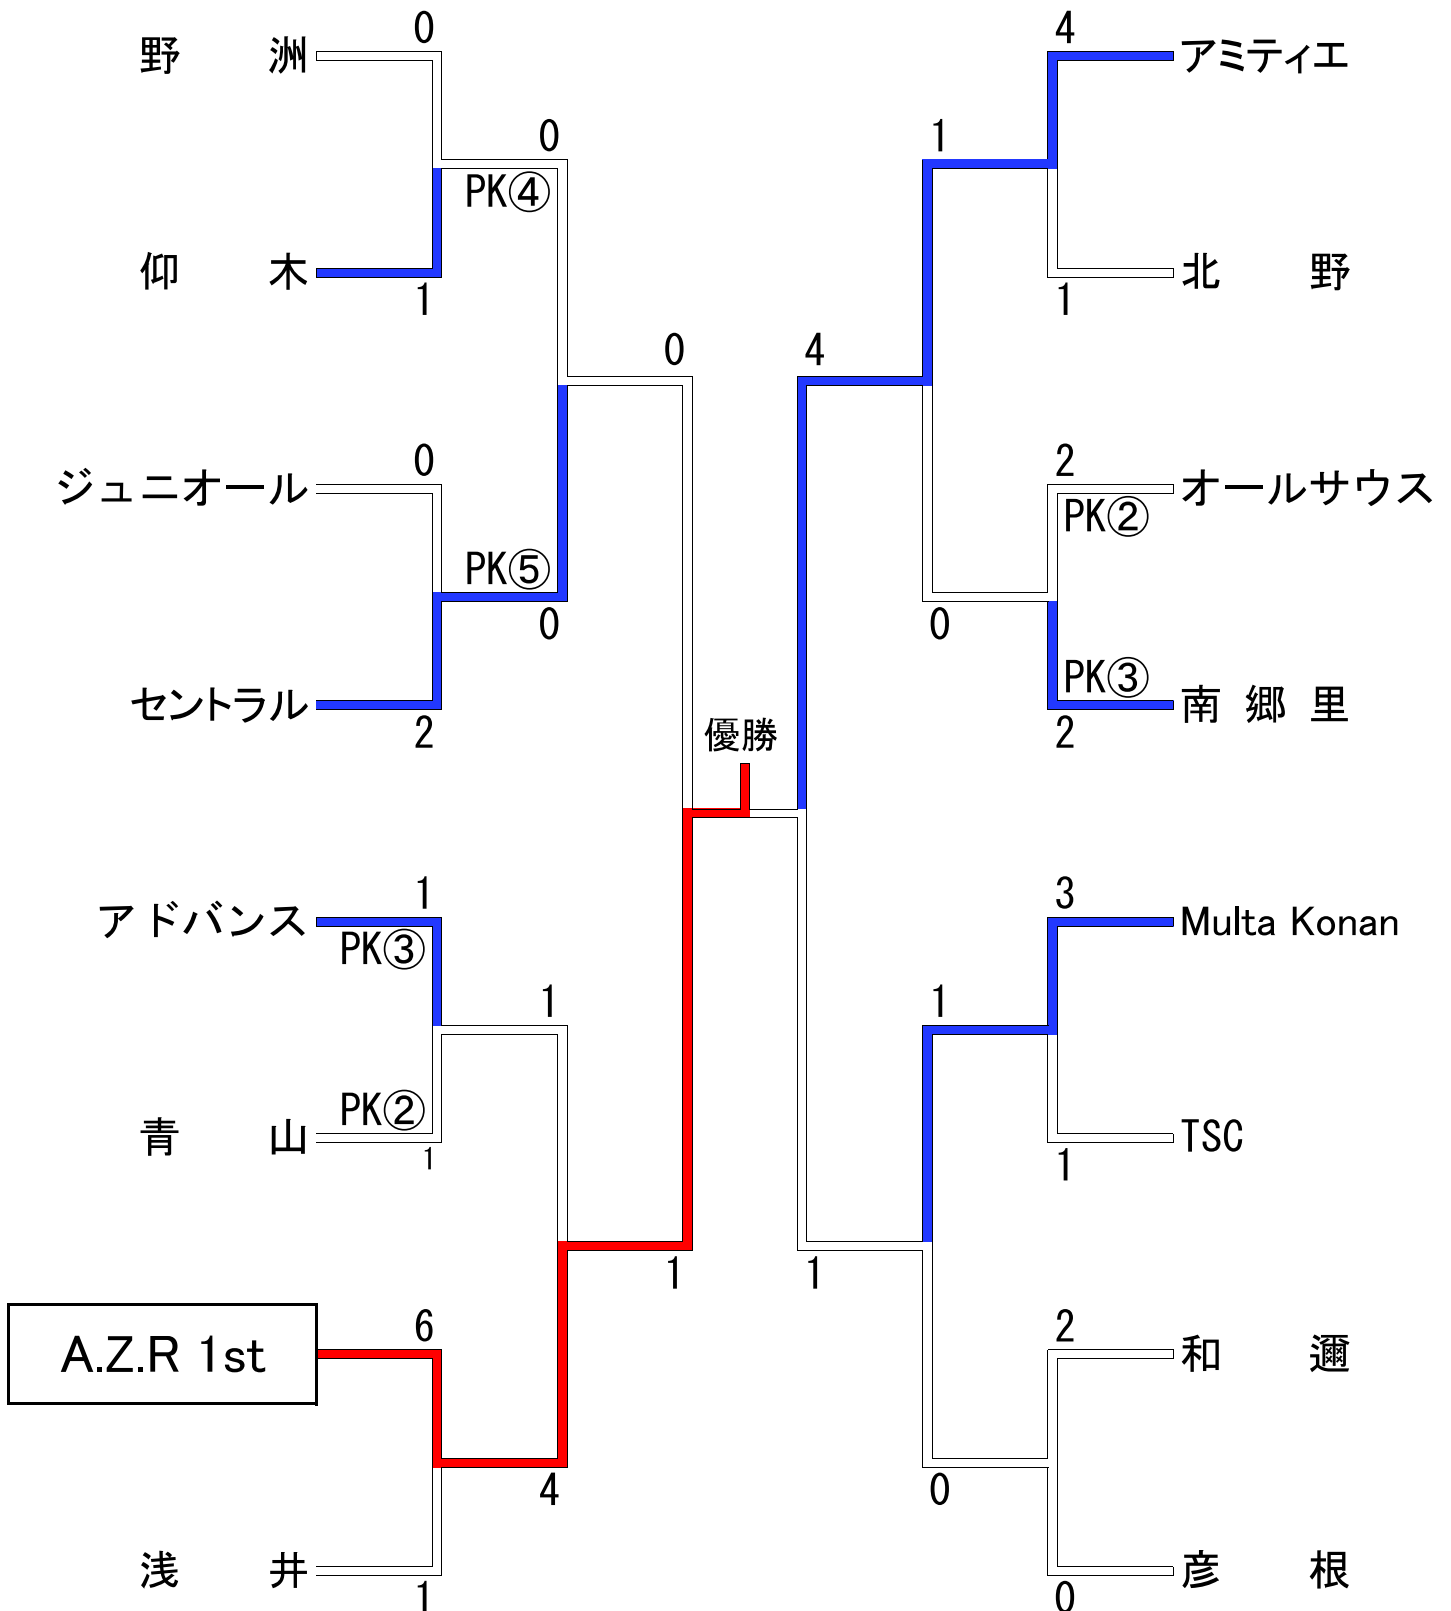 0
野 洲
0
PK④
仰 木
1
0
ジュニオール
0
PK⑤
0
セントラル
2
優勝
1
アドバンス
PK③
1
PK②
青 山
1
1
6
A.Z.R 1st
4
浅 井
1
4
アミティエ
1
北 野
1
4
2
オールサウス
PK②
0
PK③
南 郷 里
2
3
Multa Konan
1
TSC
1
1
2
和 邇
0
彦 根
0